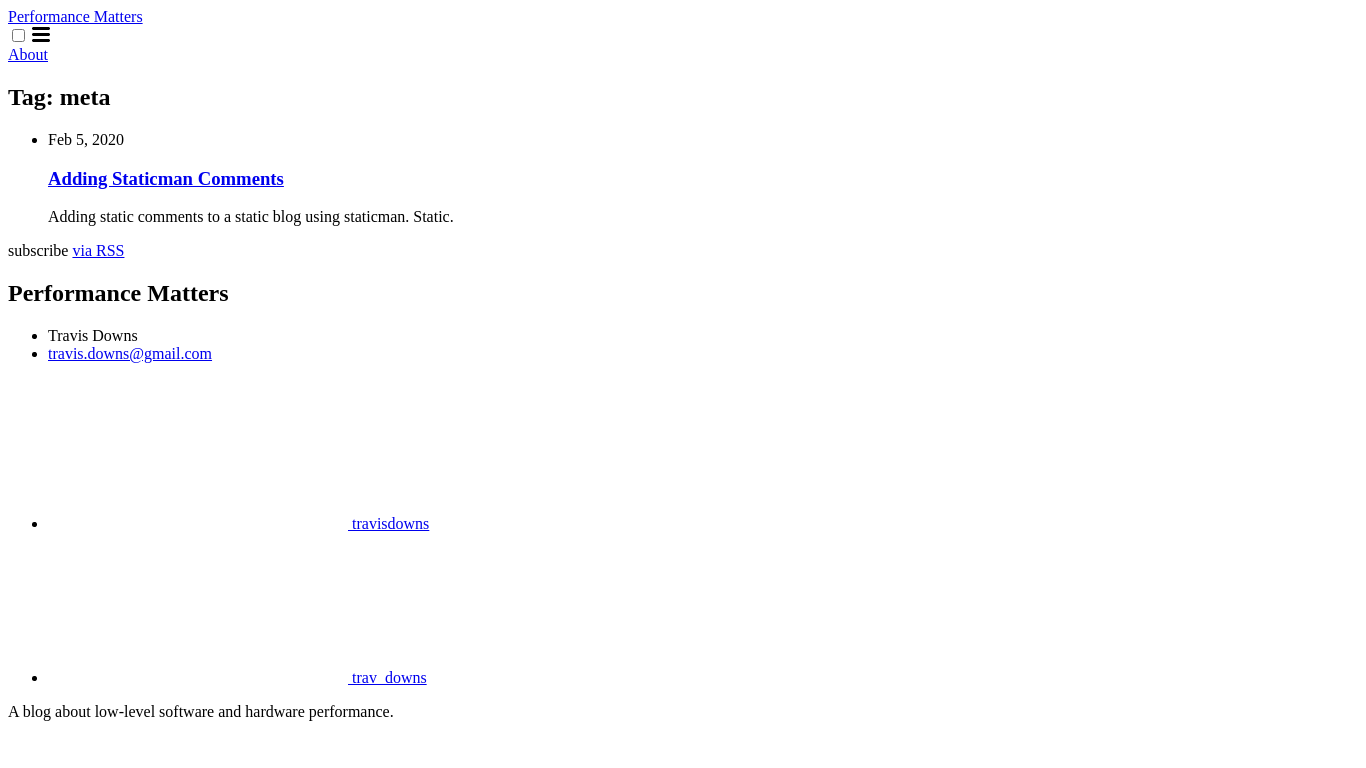 Performance Matters
About
Tag: meta
Feb 5, 2020
Adding Staticman Comments
Adding static comments to a static blog using staticman. Static.
subscribe via RSS
Performance Matters
Travis Downs
travis.downs@gmail.com
travisdowns
trav_downs
A blog about low-level software and hardware performance.